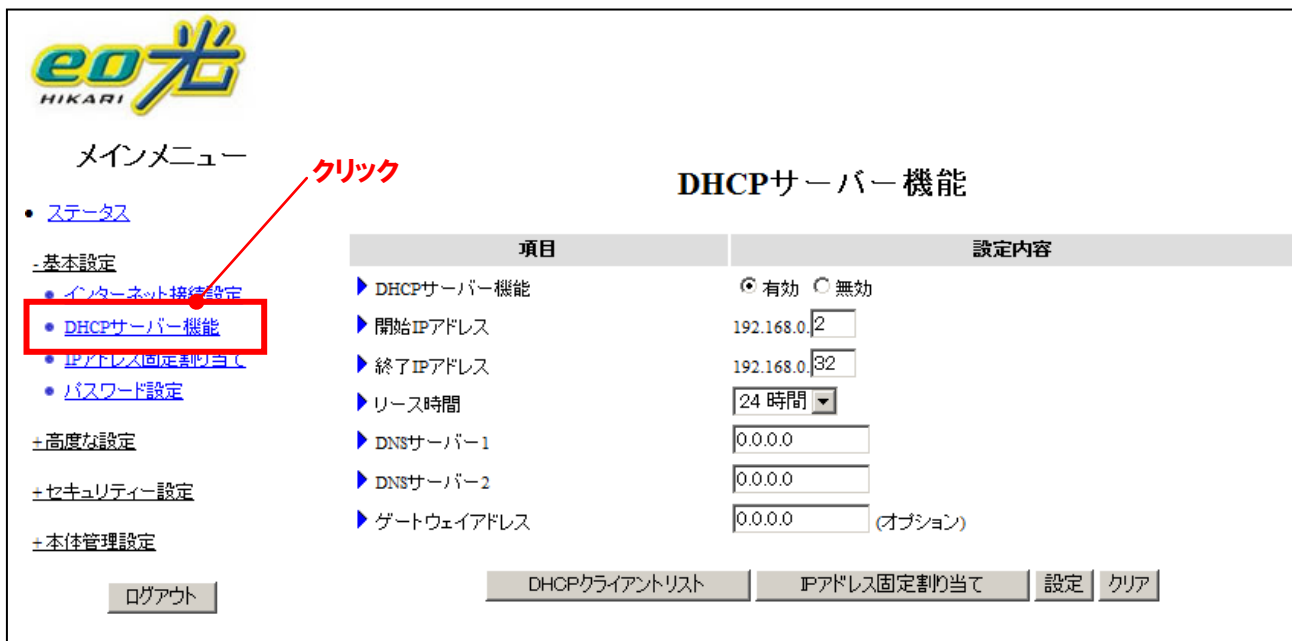 eo光
HIKARI
メインメニュー
クリック
• ステータス
-基本設定
• インターネット接続設定
• DHCPサーバー機能
• IPアドレス固定割り当て
• パスワード設定
+高度な設定
+セキュリティー設定
+本体管理設定
ログアウト
DHCPサーバー機能
項目 設定内容
DHCPサーバー機能 有効 無効
開始IPアドレス 192.168.0.2
終了IPアドレス 192.168.0.32
リース時間 24 時間
DNSサーバー1 0.0.0.0
DNSサーバー2 0.0.0.0
ゲートウェイアドレス 0.0.0.0 (オプション)
DHCPクライアントリスト IPアドレス固定割り当て 設定 クリア